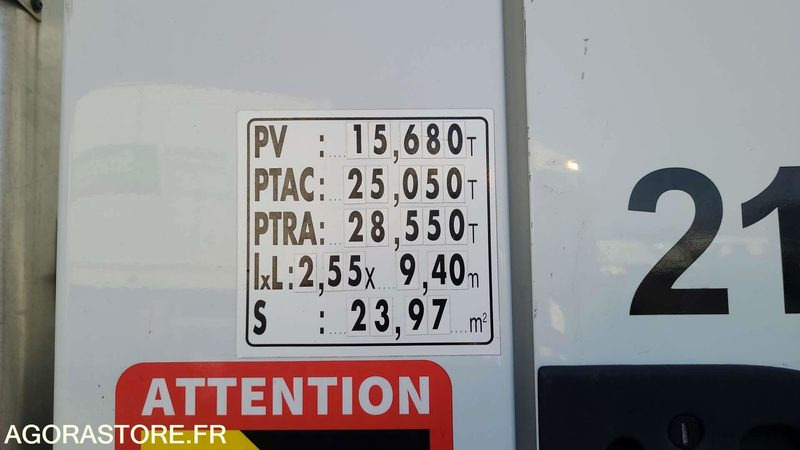 PV : 15,680 T
PTAC : 25,050 T
PTRA : 28,550 T
lxL : 2,55 x 9,40 m
S : 23,97 m²
21
ATTENTION
AGORASTORE.FR